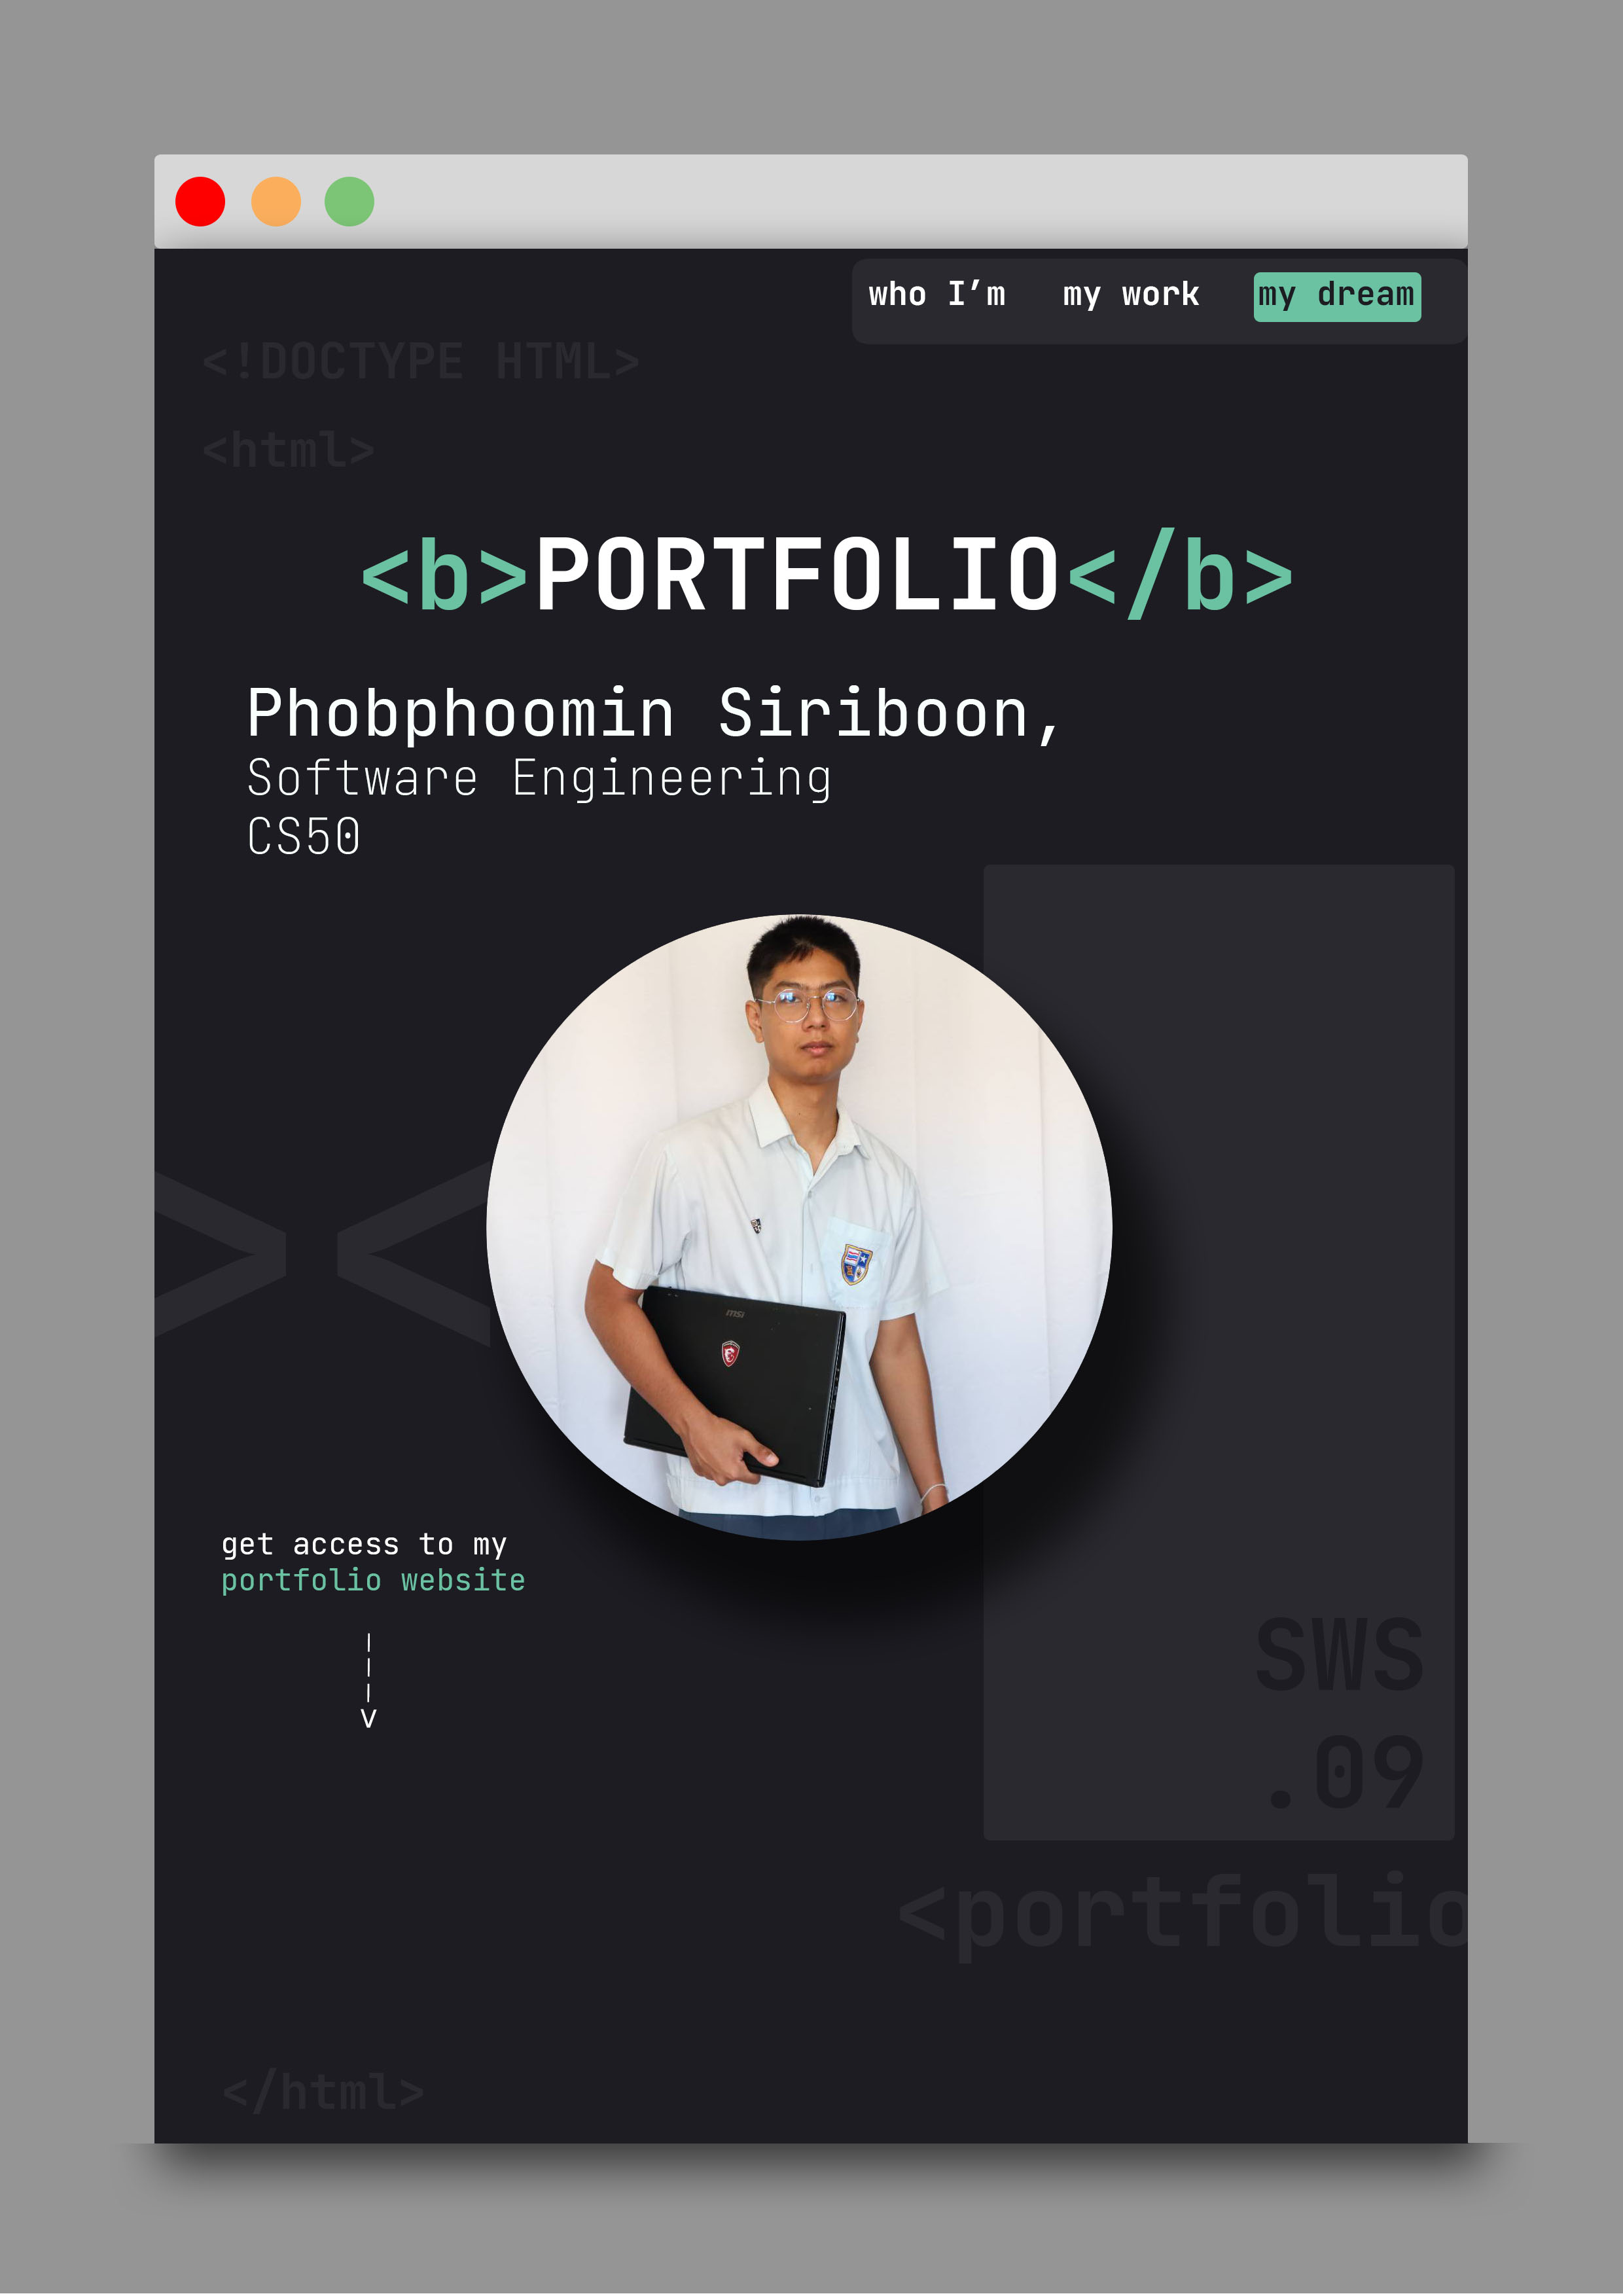 who I’m my work my dream
<!DOCTYPE HTML>
<html>
<b>PORTFOLIO</b>
Phobphoomin Siriboon,
Software Engineering
CS50
> <
msi
get access to my
portfolio website
|
|
|
V
SWS
.09
<portfolio
</html>